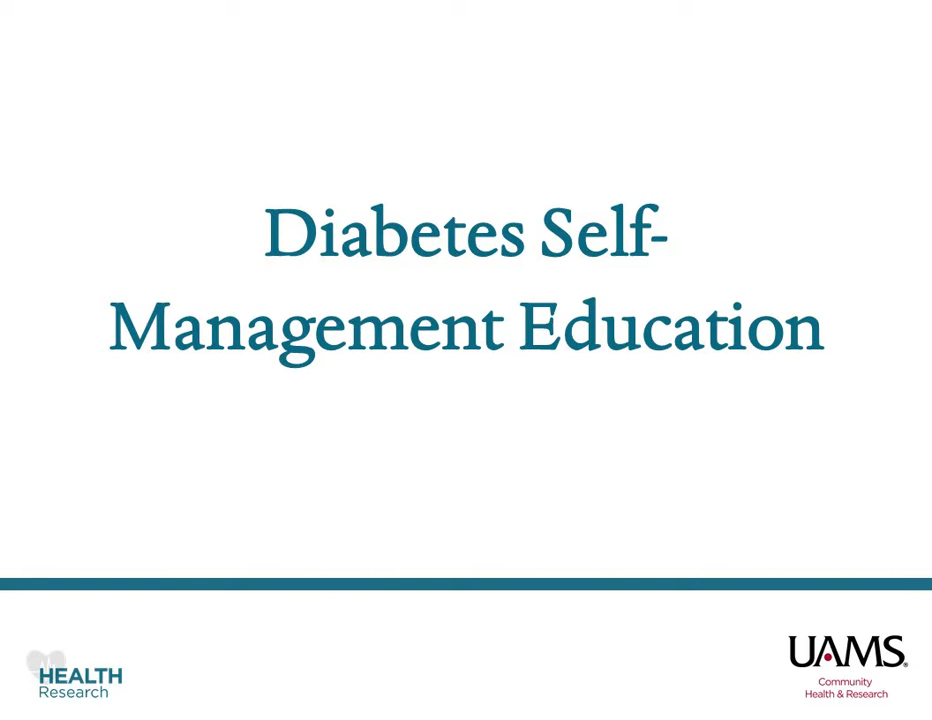 Diabetes Self-
Management Education
HEALTH
Research
UAMS®
Community
Health & Research